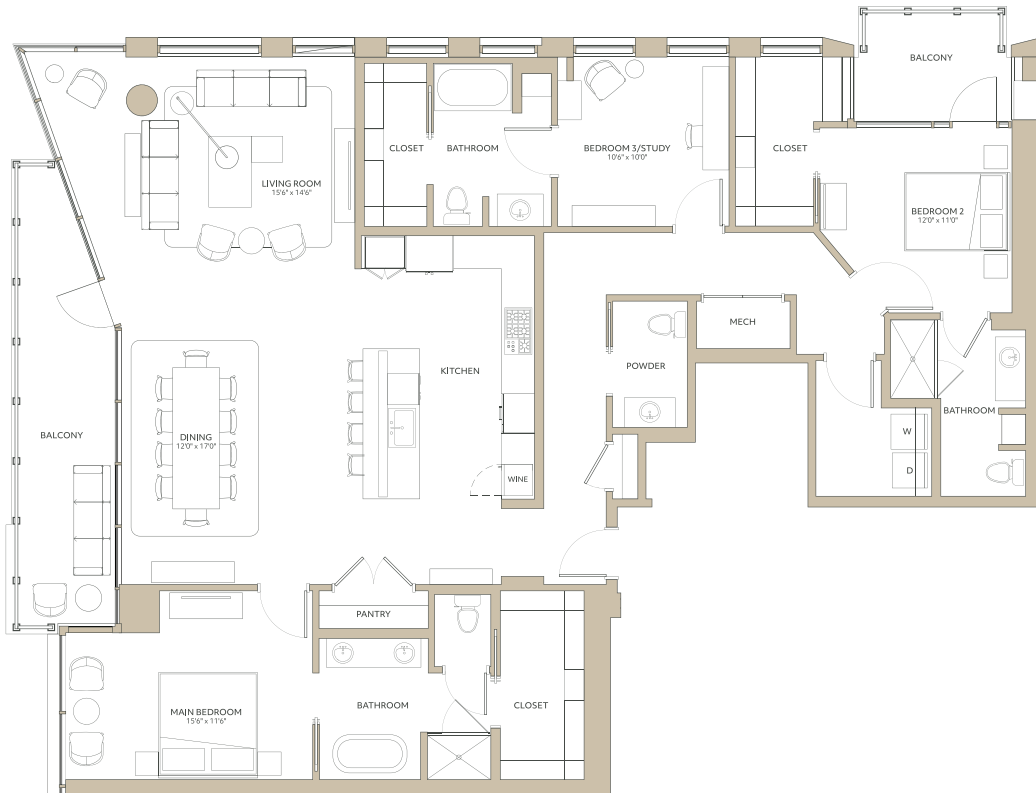 BALCONY
CLOSET
BATHROOM
BEDROOM 3/STUDY
10'6" x 10'0"
CLOSET
LIVING ROOM
15'6" x 14'6"
BEDROOM 2
12'0" x 11'0"
MECH
POWDER
KITCHEN
BATHROOM
DINING
12'0" x 17'0"
BALCONY
W
D
WINE
PANTRY
MAIN BEDROOM
15'6" x 11'6"
BATHROOM
CLOSET